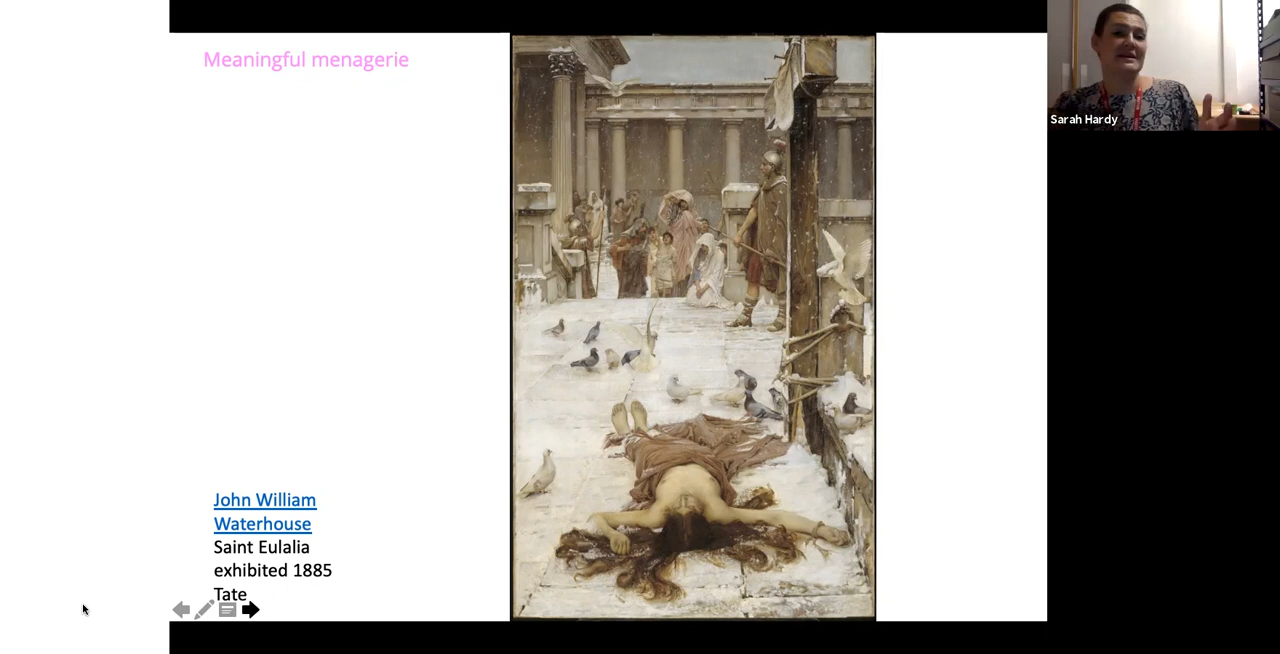 Meaningful menagerie
Sarah Hardy
John William
Waterhouse
Saint Eulalia
exhibited 1885
Tate